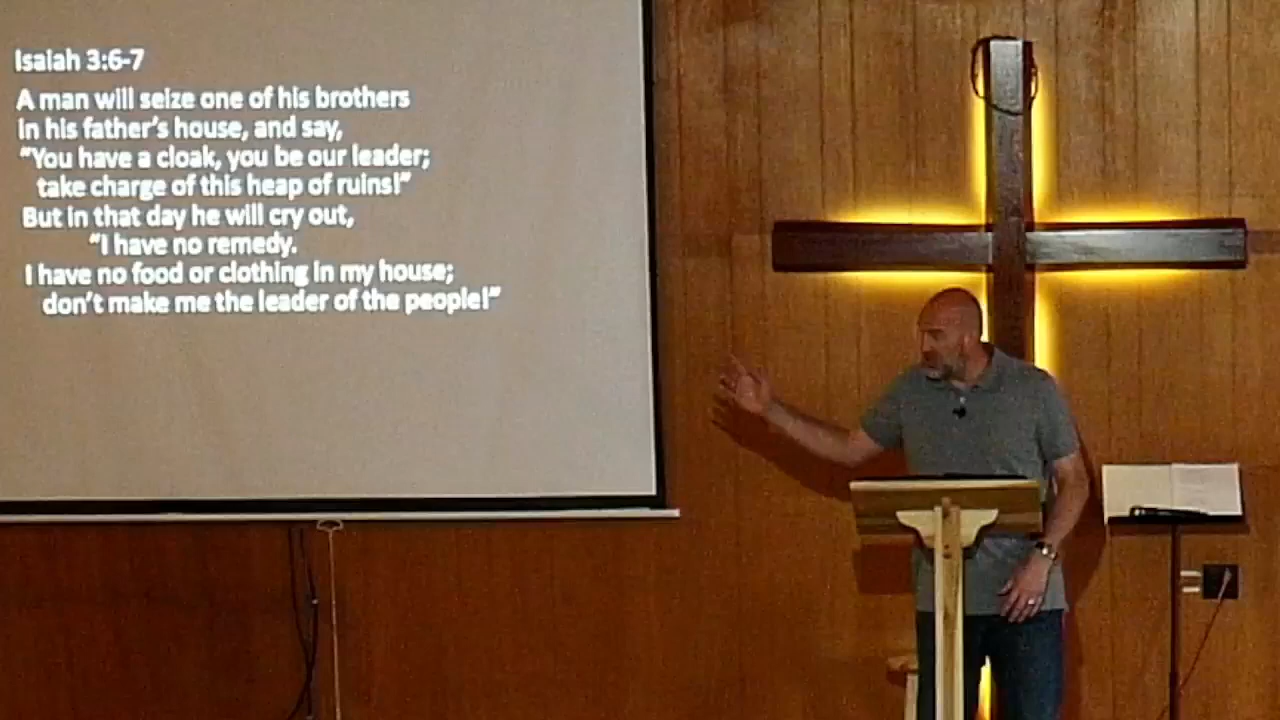 Isaiah 3:6-7
A man will seize one of his brothers
in his father's house, and say,
"You have a cloak, you be our leader;
take charge of this heap of ruins!"
But in that day he will cry out,
"I have no remedy.
I have no food or clothing in my house;
don't make me the leader of the people!"